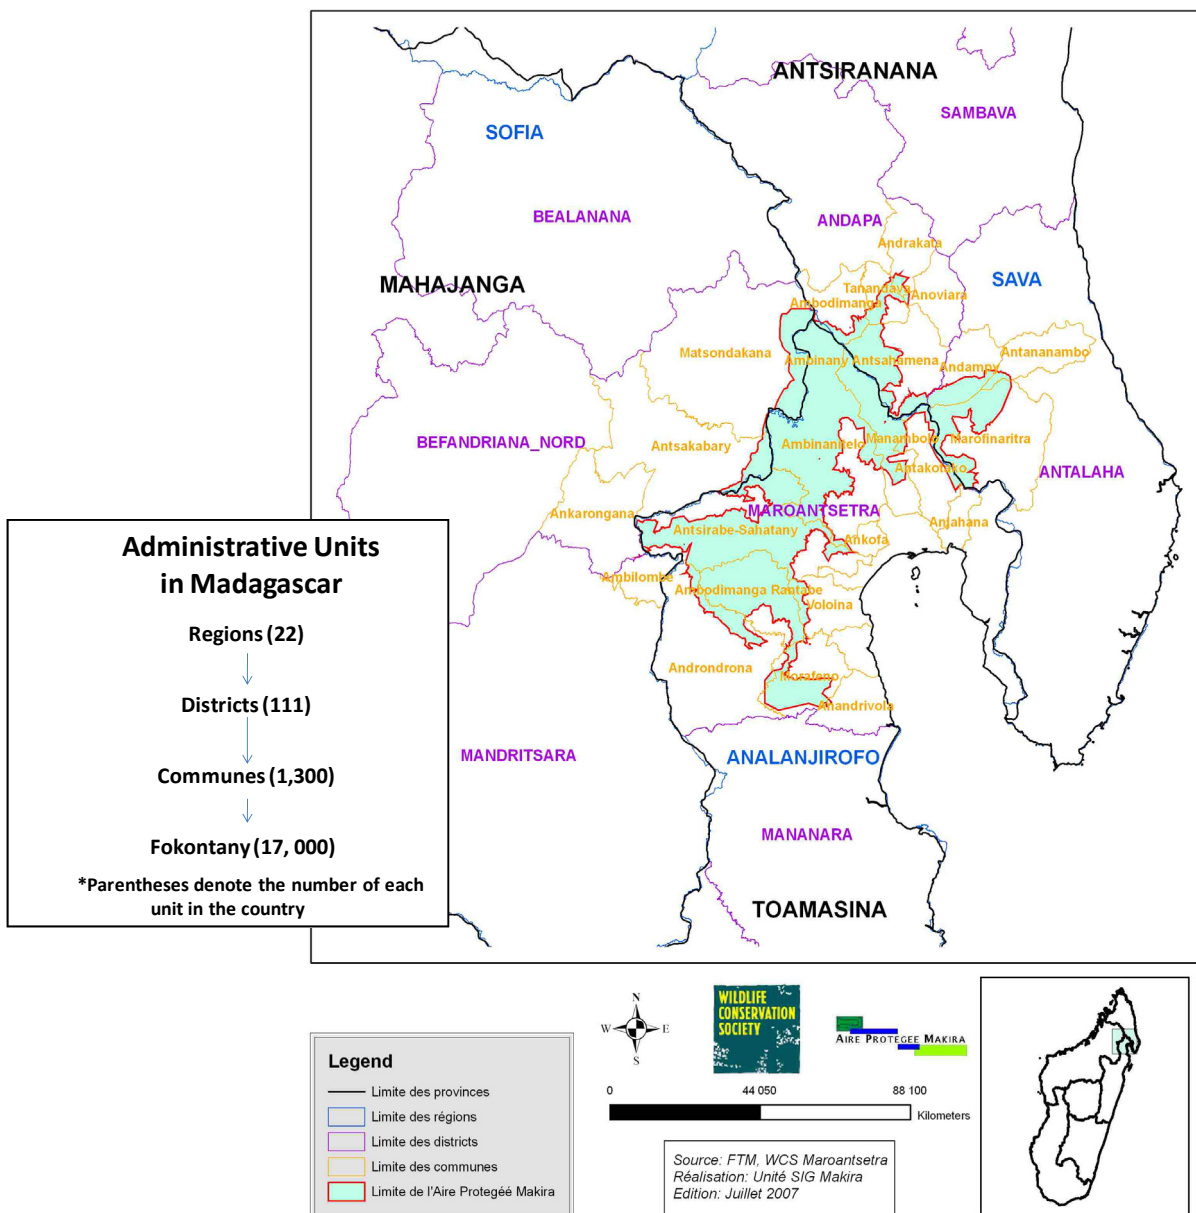 ANTSIRANANA
SAMBAVA
SOFIA
BEALANANA
ANDAPA
Andrakata
MAHAJANGA
SAVA
Tanandava
Anoviara
Ambodimanga
Matsondakana
Ambinany
Antsahamena
Andampy
Antananambo
BEFANDRIANA_NORD
Antsakabary
Ambinanitelo
Manambolo
Marofinaritra
Antakotako
ANTALAHA
Ankarongana
MAROANTSETRA
Antsirabe-Sahatany
Ankofa
Anjahana
Ambilombe
Ambodimanga Rantabe
Voloina
Androndrona
Morafeno
Anandrivola
MANDRITSARA
ANALANJIROFO
MANANARA
TOAMASINA
Administrative Units
in Madagascar
Regions (22)
Districts (111)
Communes (1,300)
Fokontany (17, 000)
*Parentheses denote the number of each
unit in the country
Legend
Limite des provinces
Limite des régions
Limite des districts
Limite des communes
Limite de l'Aire Protegéé Makira
N
W E
S
WILDLIFE
CONSERVATION
SOCIETY
AIRE PROTEGEE MAKIRA
0 44 050 88 100
Kilometers
Source: FTM, WCS Maroantsetra
Réalisation: Unité SIG Makira
Edition: Juillet 2007